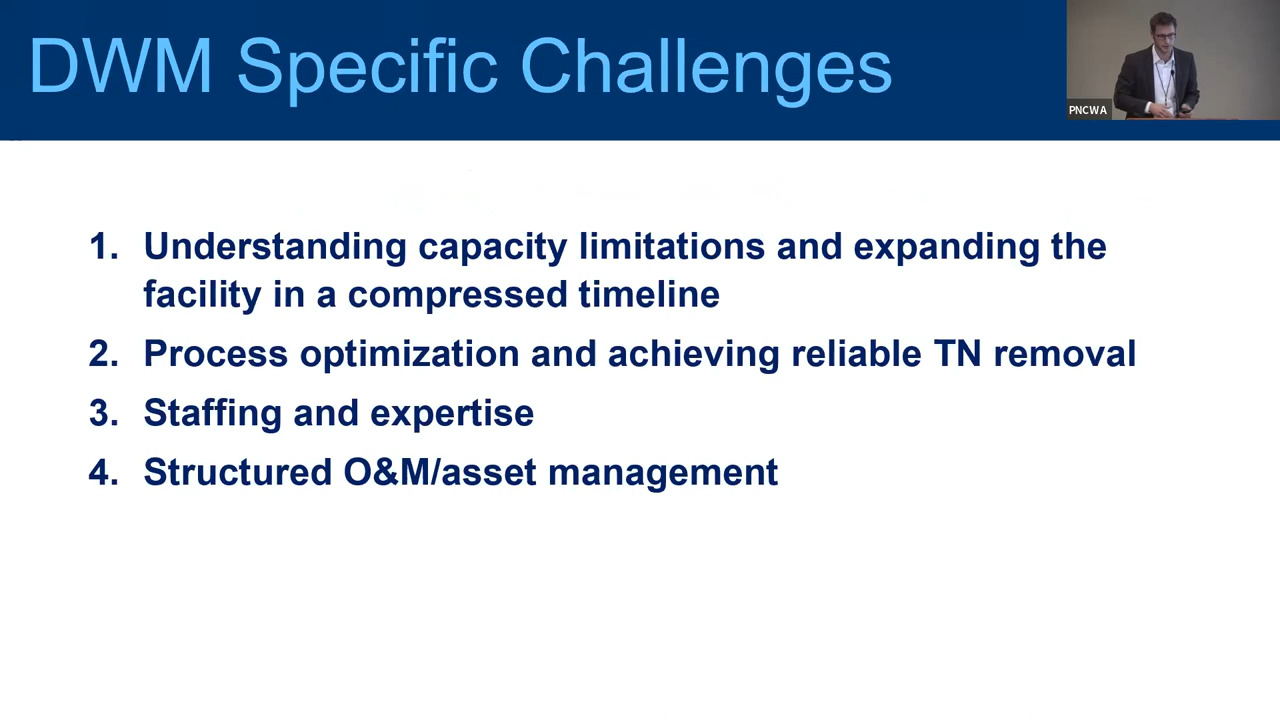 DWM Specific Challenges
PNCWA
1. Understanding capacity limitations and expanding the
facility in a compressed timeline
2. Process optimization and achieving reliable TN removal
3. Staffing and expertise
4. Structured O&M/asset management